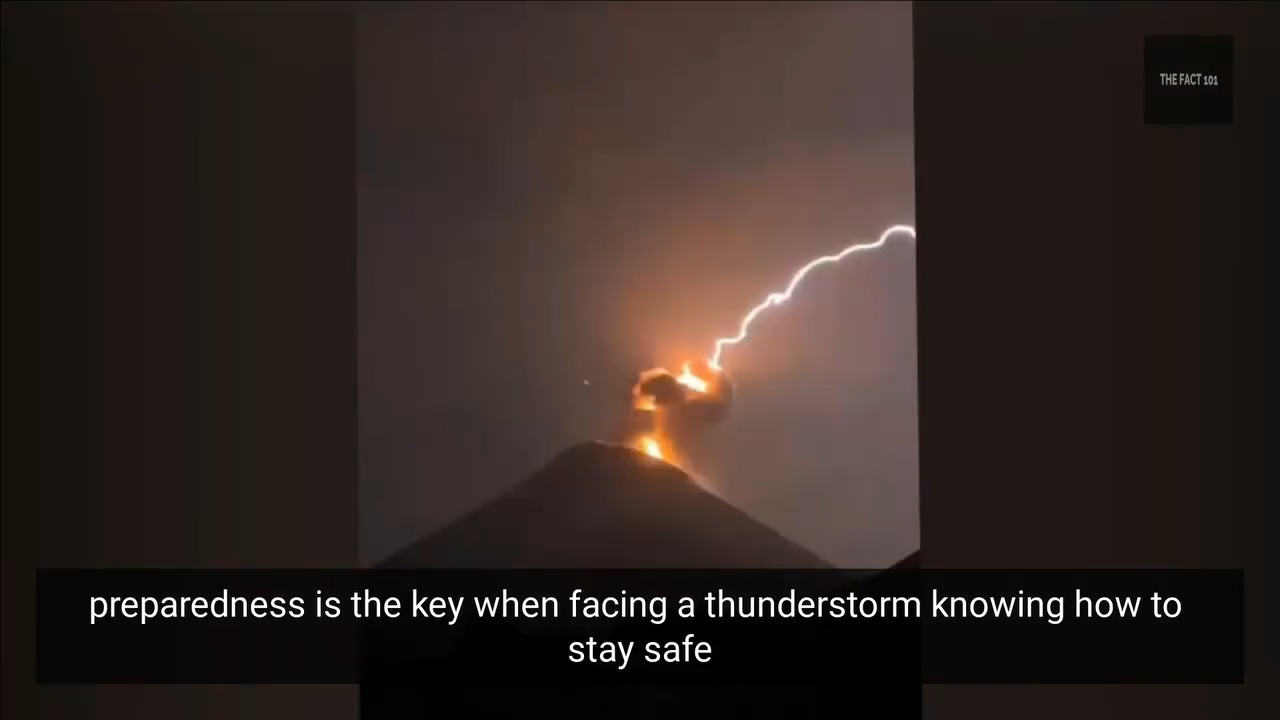 THE FACT 101
preparedness is the key when facing a thunderstorm knowing how to
stay safe